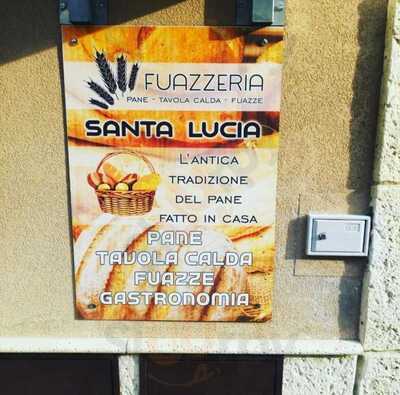 FUAZZERIA
PANE - TAVOLA CALDA - FUAZZE
SANTA LUCIA
L'ANTICA
TRADIZIONE
DEL PANE
FATTO IN CASA
PANE
TAVOLA CALDA
FUAZZE
GASTRONOMIA